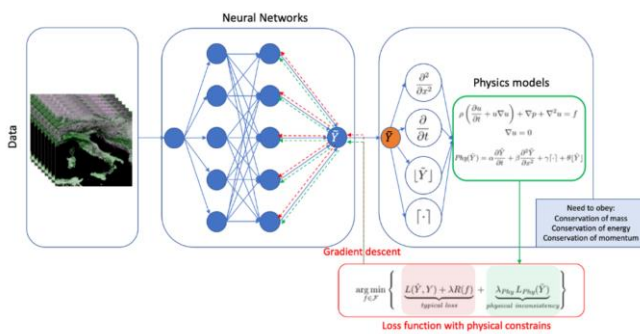 Neural Networks
Data
Ŷ
Ŷ
∂²/∂x²
∂/∂t
⌊Ŷ⌋
⌈·⌉
Physics models
ρ(∂u/∂t + u∇u) + ∇p + ∇²u = f
∇u = 0
Phy(Ŷ) = α ∂Ŷ/∂t + β ∂²Ŷ/∂x² + γ⌈·⌉ + θ⌊Ŷ⌋
Need to obey:
Conservation of mass
Conservation of energy
Conservation of momentum
Gradient descent
arg min f∈𝓕 { L(Ŷ, Y) + λR(f) + λ_Phy L_Phy(Ŷ) }
typical loss physical inconsistency
Loss function with physical constrains